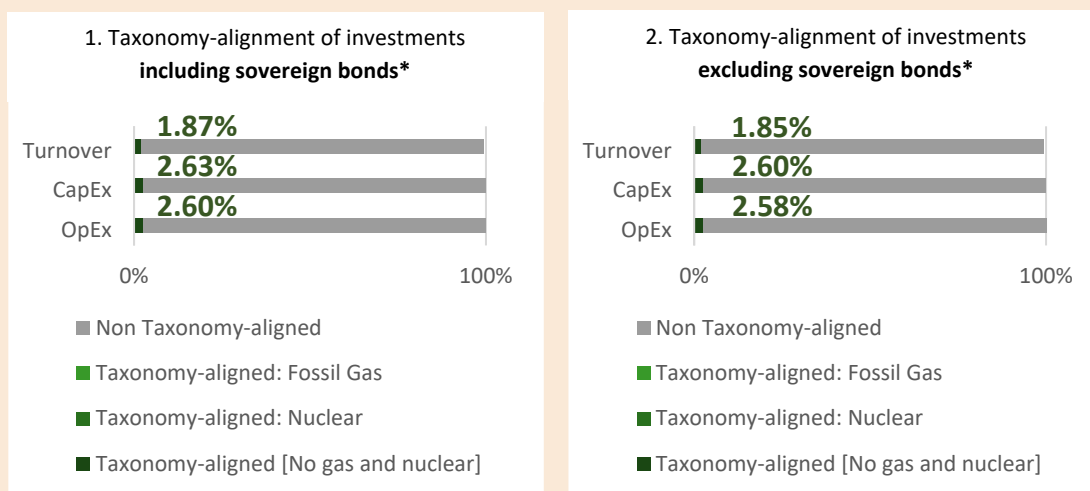 1. Taxonomy-alignment of investments
including sovereign bonds*
1.87%
Turnover
2.63%
CapEx
2.60%
OpEx
0%
100%
Non Taxonomy-aligned
Taxonomy-aligned: Fossil Gas
Taxonomy-aligned: Nuclear
Taxonomy-aligned [No gas and nuclear]
2. Taxonomy-alignment of investments
excluding sovereign bonds*
1.85%
Turnover
2.60%
CapEx
2.58%
OpEx
0%
100%
Non Taxonomy-aligned
Taxonomy-aligned: Fossil Gas
Taxonomy-aligned: Nuclear
Taxonomy-aligned [No gas and nuclear]